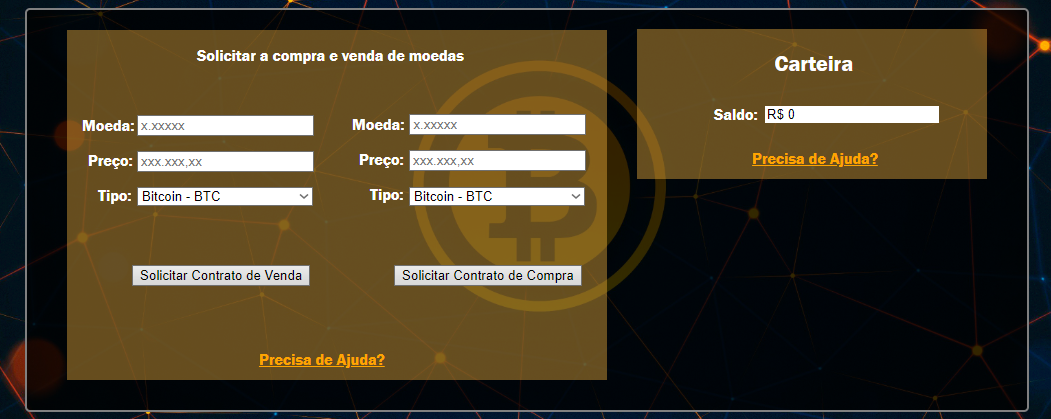 Solicitar a compra e venda de moedas
Moeda: x.xxxxx
Preço: xxx.xxx,xx
Tipo: Bitcoin - BTC
Solicitar Contrato de Venda
Moeda: x.xxxxx
Preço: xxx.xxx,xx
Tipo: Bitcoin - BTC
Solicitar Contrato de Compra
Precisa de Ajuda?
Carteira
Saldo: R$ 0
Precisa de Ajuda?